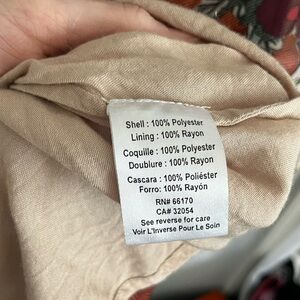 Shell : 100% Polyester
Lining : 100% Rayon
Coquille : 100% Polyester
Doublure : 100% Rayon
Cascara : 100% Poliéster
Forro: 100% Rayón
RN# 66170
CA# 32054
See reverse for care
Voir L'Inverse Pour Le Soin